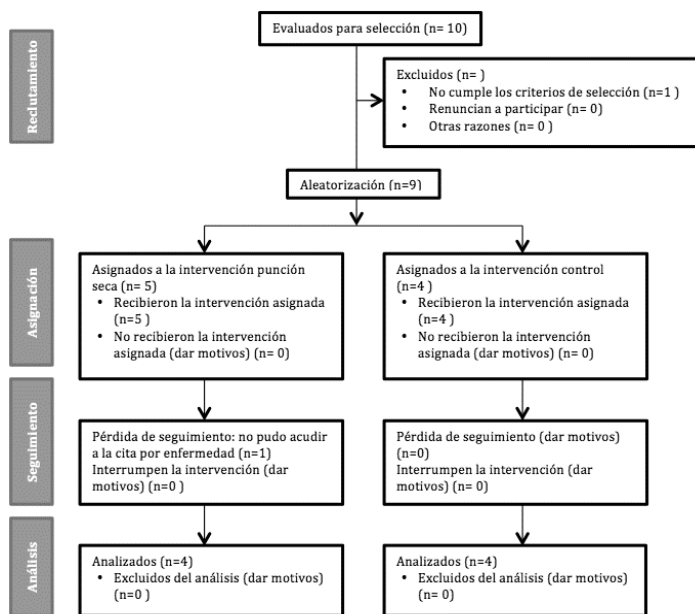 Evaluados para selección (n= 10)
Reclutamiento
Excluidos (n= )
• No cumple los criterios de selección (n=1 )
• Renuncian a participar (n= 0)
• Otras razones (n= 0 )
Aleatorización (n=9)
Asignación
Asignados a la intervención punción
seca (n= 5)
• Recibieron la intervención asignada
(n=5 )
• No recibieron la intervención
asignada (dar motivos) (n= 0)
Asignados a la intervención control
(n=4 )
• Recibieron la intervención asignada
(n=4 )
• No recibieron la intervención
asignada (dar motivos) (n= 0)
Seguimiento
Pérdida de seguimiento: no pudo acudir
a la cita por enfermedad (n=1)
Interrumpen la intervención (dar
motivos) (n=0 )
Pérdida de seguimiento (dar motivos)
(n=0)
Interrumpen la intervención (dar
motivos) (n= 0)
Análisis
Analizados (n=4)
• Excluidos del análisis (dar motivos)
(n=0 )
Analizados (n=4)
• Excluidos del análisis (dar motivos)
(n= 0)